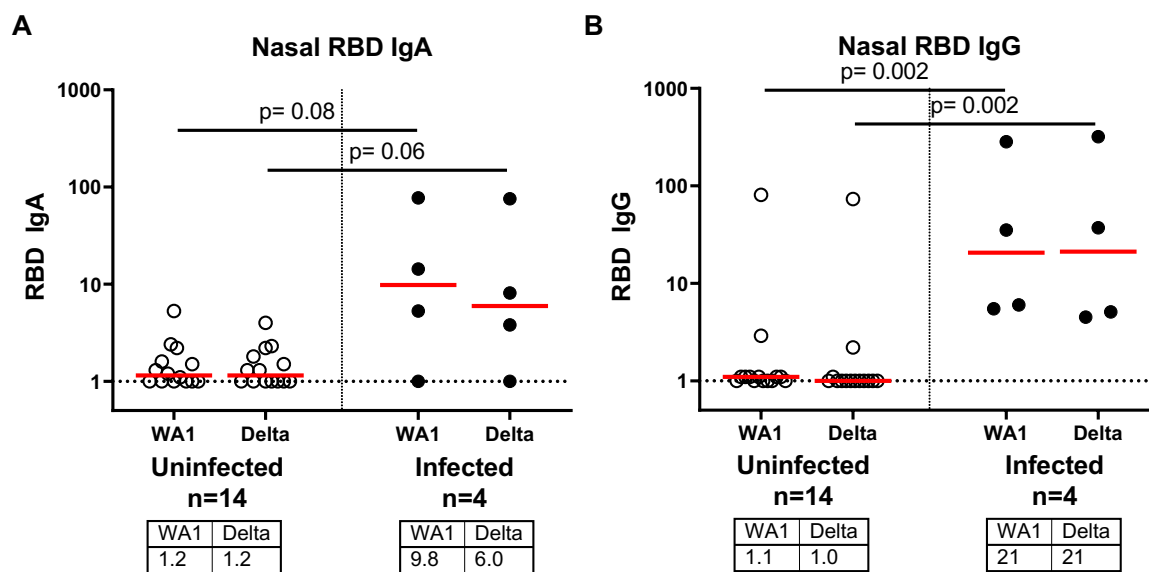 A
Nasal RBD IgA
1000
100
10
1
RBD IgA
p= 0.08
p= 0.06
WA1 Delta WA1 Delta
Uninfected Infected
n=14 n=4
WA1 Delta WA1 Delta
1.2 1.2 9.8 6.0
B
Nasal RBD IgG
p= 0.002
1000
100
10
1
RBD IgG
p= 0.002
WA1 Delta WA1 Delta
Uninfected Infected
n=14 n=4
WA1 Delta WA1 Delta
1.1 1.0 21 21